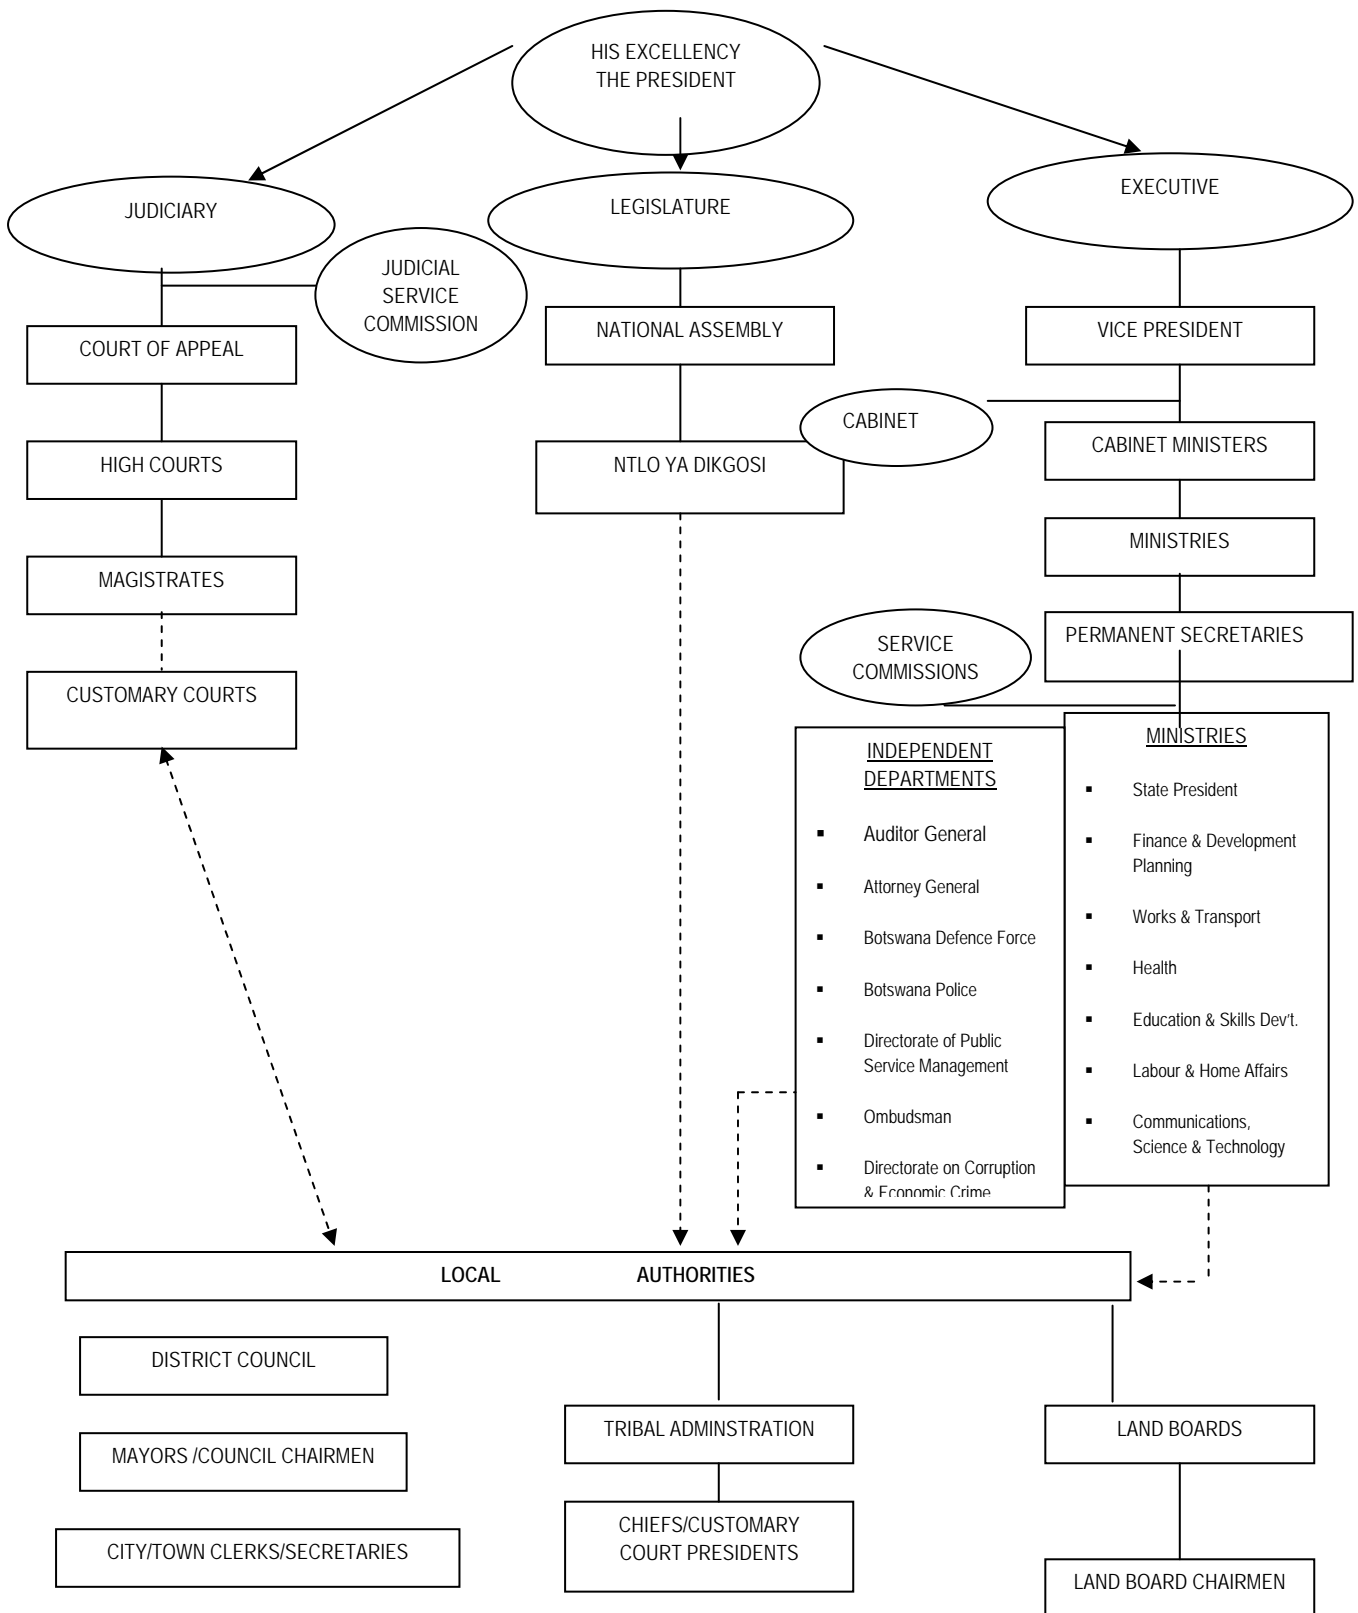 HIS EXCELLENCY
THE PRESIDENT
JUDICIARY
LEGISLATURE
EXECUTIVE
JUDICIAL
SERVICE
COMMISSION
COURT OF APPEAL
NATIONAL ASSEMBLY
VICE PRESIDENT
CABINET
HIGH COURTS
NTLO YA DIKGOSI
CABINET MINISTERS
MINISTRIES
MAGISTRATES
PERMANENT SECRETARIES
SERVICE
COMMISSIONS
CUSTOMARY COURTS
INDEPENDENT
DEPARTMENTS
▪ Auditor General
▪ Attorney General
▪ Botswana Defence Force
▪ Botswana Police
▪ Directorate of Public
Service Management
▪ Ombudsman
▪ Directorate on Corruption
& Economic Crime
MINISTRIES
▪ State President
▪ Finance & Development
Planning
▪ Works & Transport
▪ Health
▪ Education & Skills Dev't.
▪ Labour & Home Affairs
▪ Communications,
Science & Technology
LOCAL AUTHORITIES
DISTRICT COUNCIL
MAYORS /COUNCIL CHAIRMEN
CITY/TOWN CLERKS/SECRETARIES
TRIBAL ADMINSTRATION
CHIEFS/CUSTOMARY
COURT PRESIDENTS
LAND BOARDS
LAND BOARD CHAIRMEN